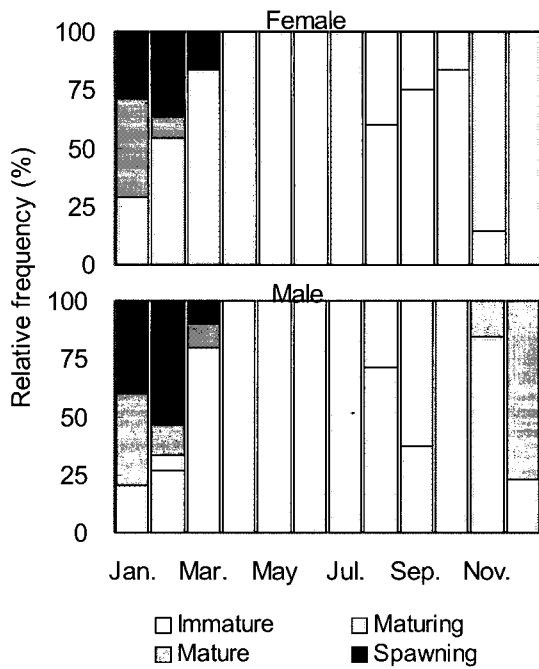 Female
100
75
50
25
0
Male
100
75
50
25
0
Relative frequency (%)
Jan. Mar. May Jul. Sep. Nov.
Immature Maturing
Mature Spawning